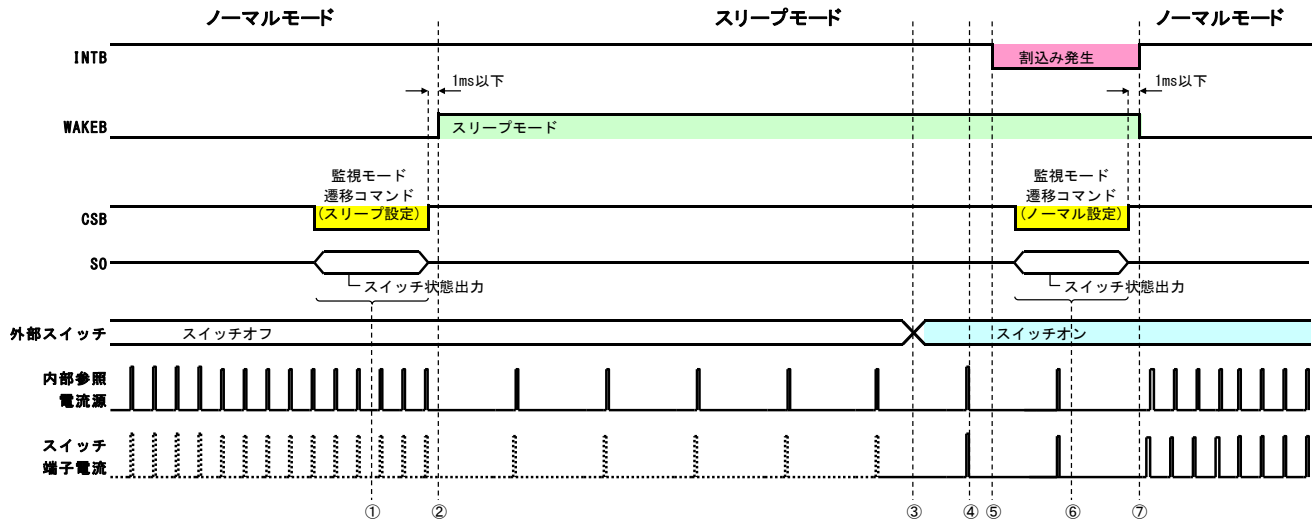 ノーマルモード
スリープモード
ノーマルモード
INTB
割込み発生
1ms以下
1ms以下
WAKEB
スリープモード
監視モード
遷移コマンド
(スリープ設定)
監視モード
遷移コマンド
(ノーマル設定)
CSB
SO
スイッチ状態出力
スイッチ状態出力
外部スイッチ
スイッチオフ
スイッチオン
内部参照
電流源
スイッチ
端子電流
① ② ③ ④ ⑤ ⑥ ⑦